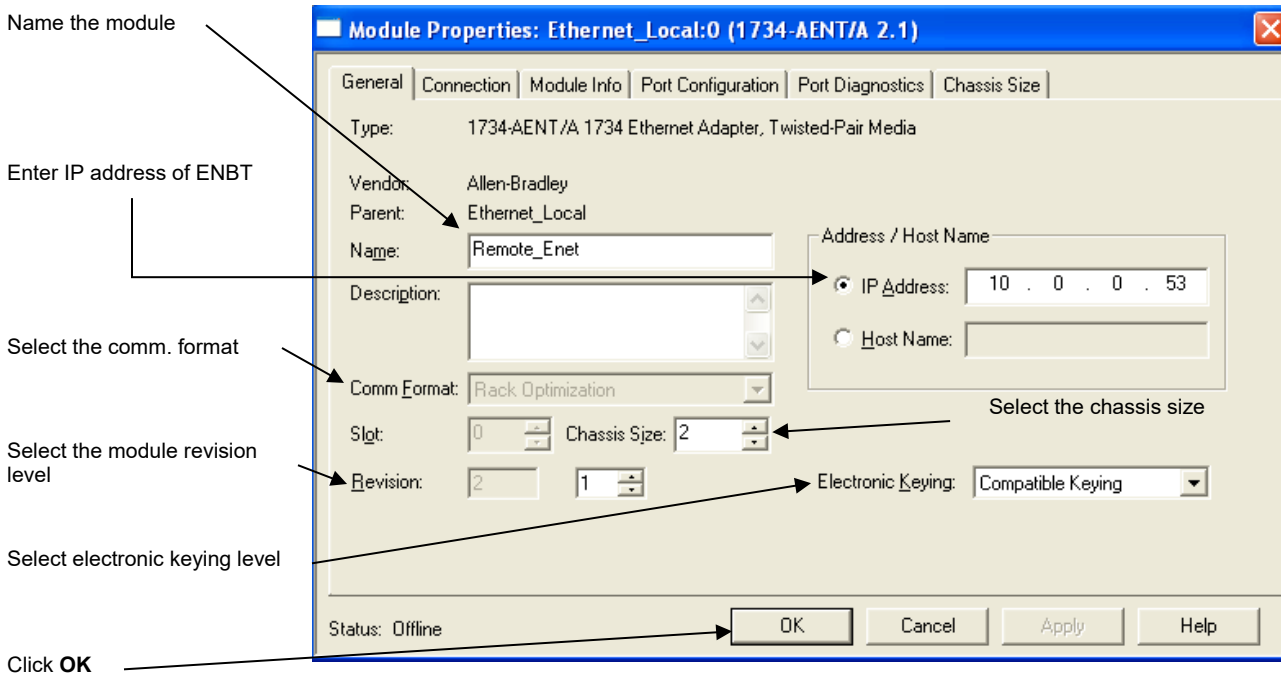 Name the module
Module Properties: Ethernet_Local:0 (1734-AENT/A 2.1)
General Connection Module Info Port Configuration Port Diagnostics Chassis Size
Type: 1734-AENT/A 1734 Ethernet Adapter, Twisted-Pair Media
Enter IP address of ENBT
Vendor: Allen-Bradley
Parent: Ethernet_Local
Name: Remote_Enet
Address / Host Name
Description:
IP Address: 10 . 0 . 0 . 53
Host Name:
Select the comm. format
Comm Format: Rack Optimization
Select the chassis size
Slot: 0 Chassis Size: 2
Select the module revision
level
Revision: 2 1
Electronic Keying: Compatible Keying
Select electronic keying level
Status: Offline
OK Cancel Apply Help
Click OK